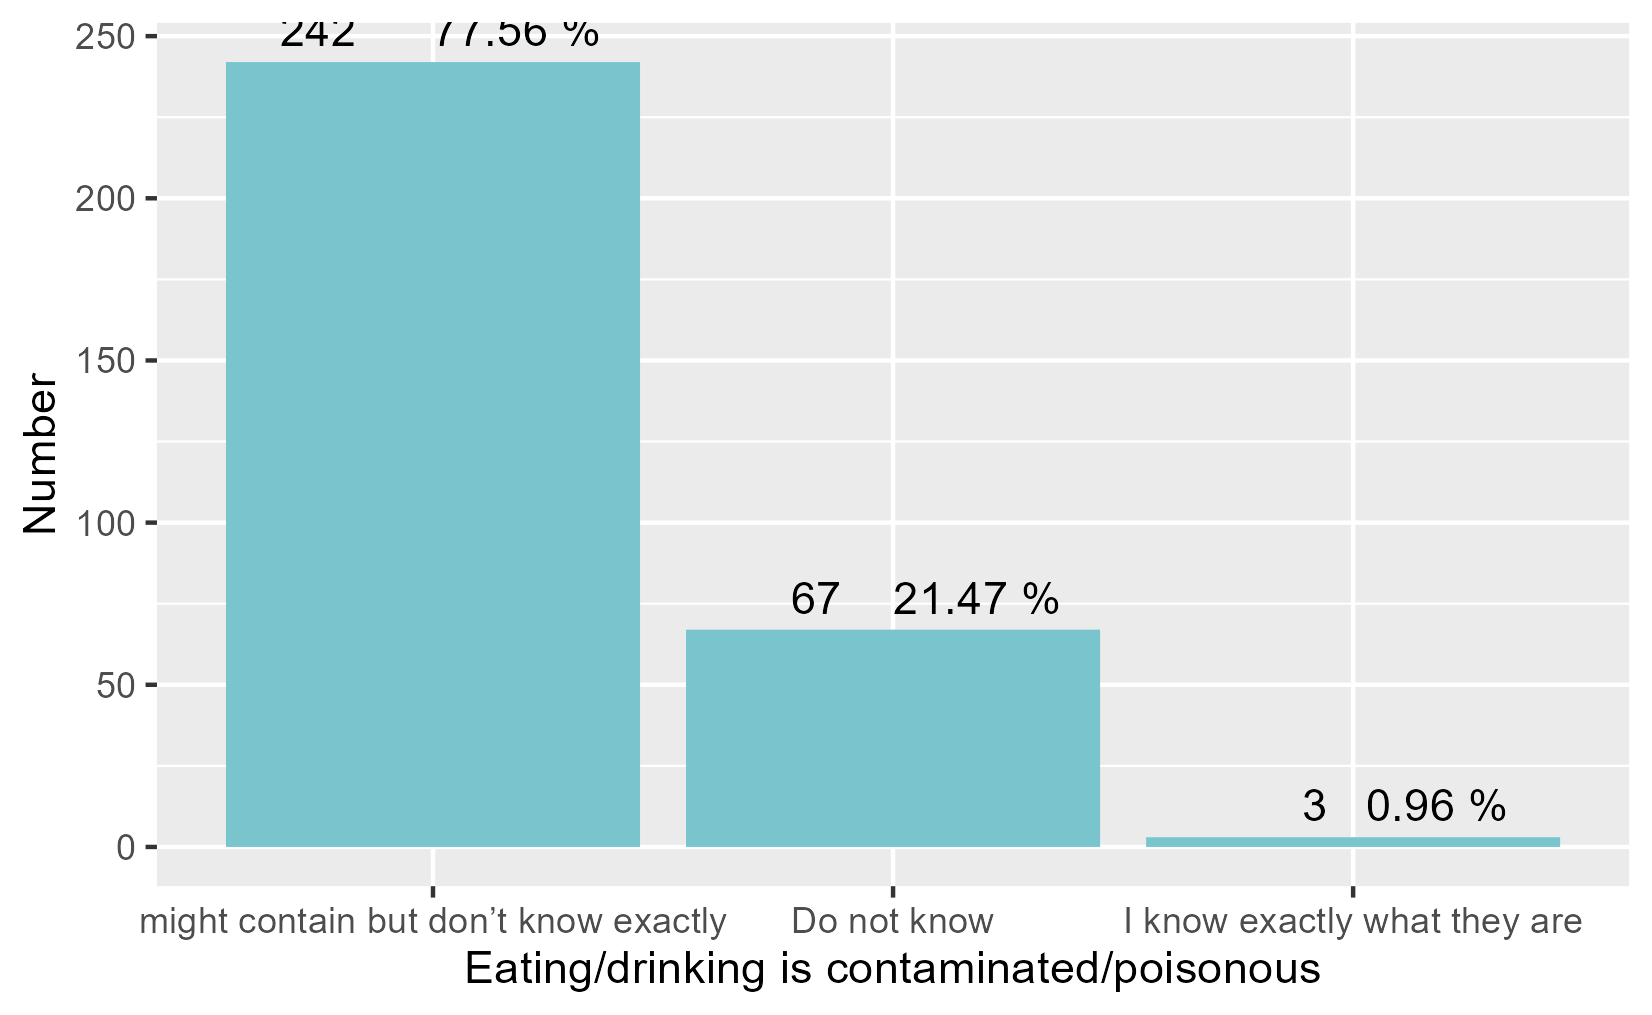 242 77.56 %
250
200
150
100
50
0
Number
67 21.47 %
3 0.96 %
might contain but don’t know exactly
Do not know
I know exactly what they are
Eating/drinking is contaminated/poisonous